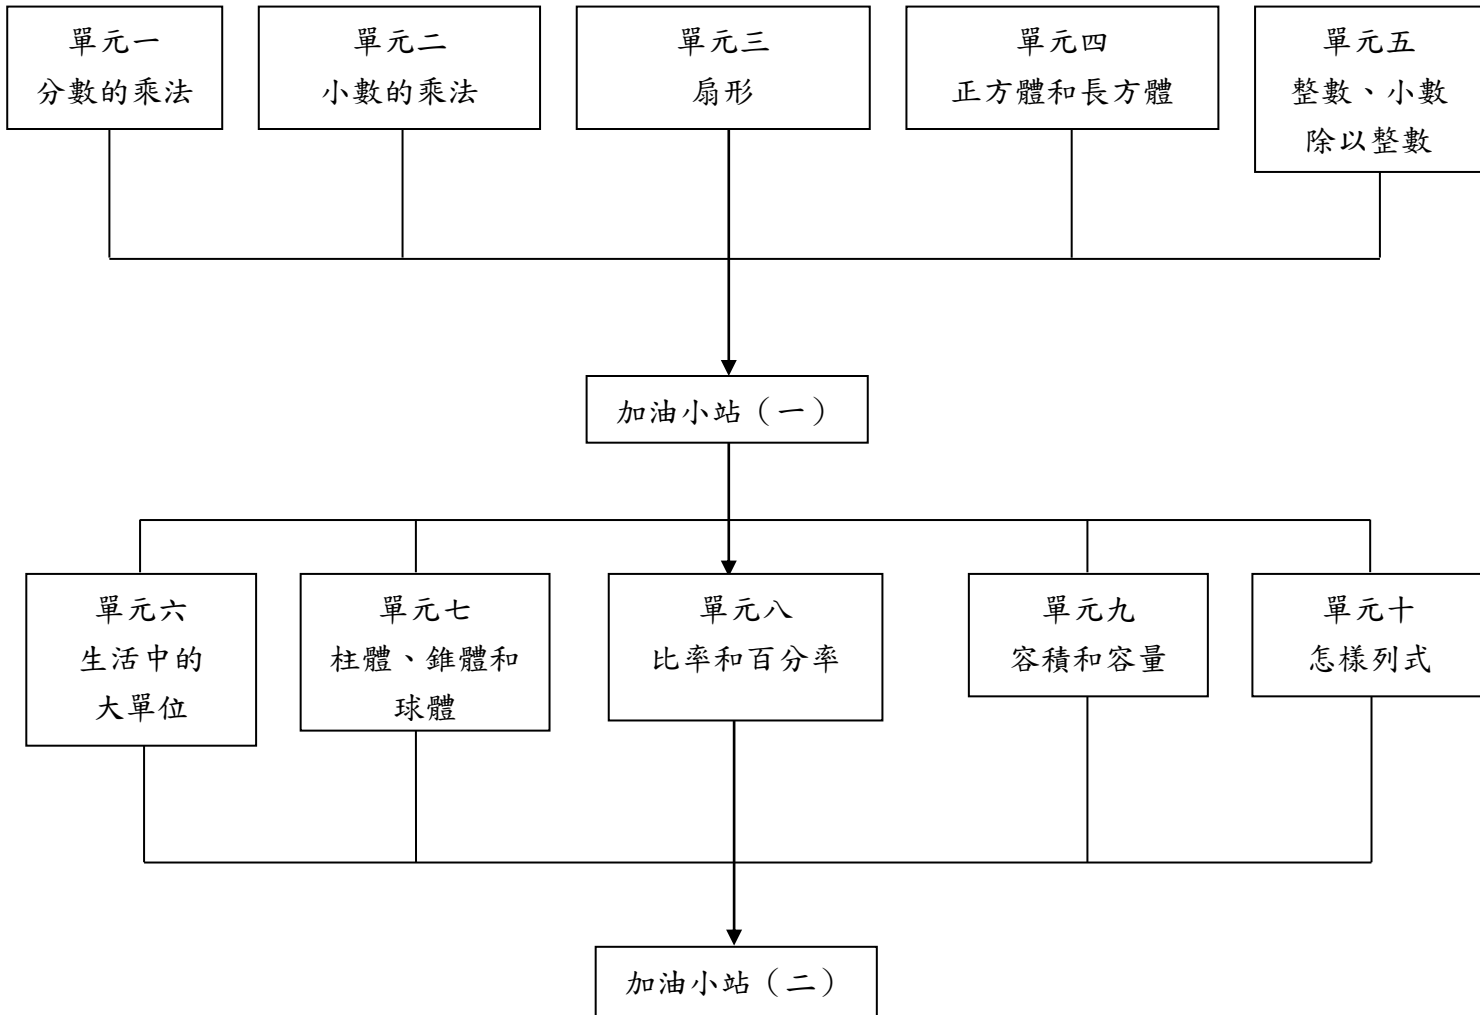 單元一
分數的乘法
單元二
小數的乘法
單元三
扇形
單元四
正方體和長方體
單元五
整數、小數
除以整數
加油小站（一）
單元六
生活中的
大單位
單元七
柱體、錐體和
球體
單元八
比率和百分率
單元九
容積和容量
單元十
怎樣列式
加油小站（二）